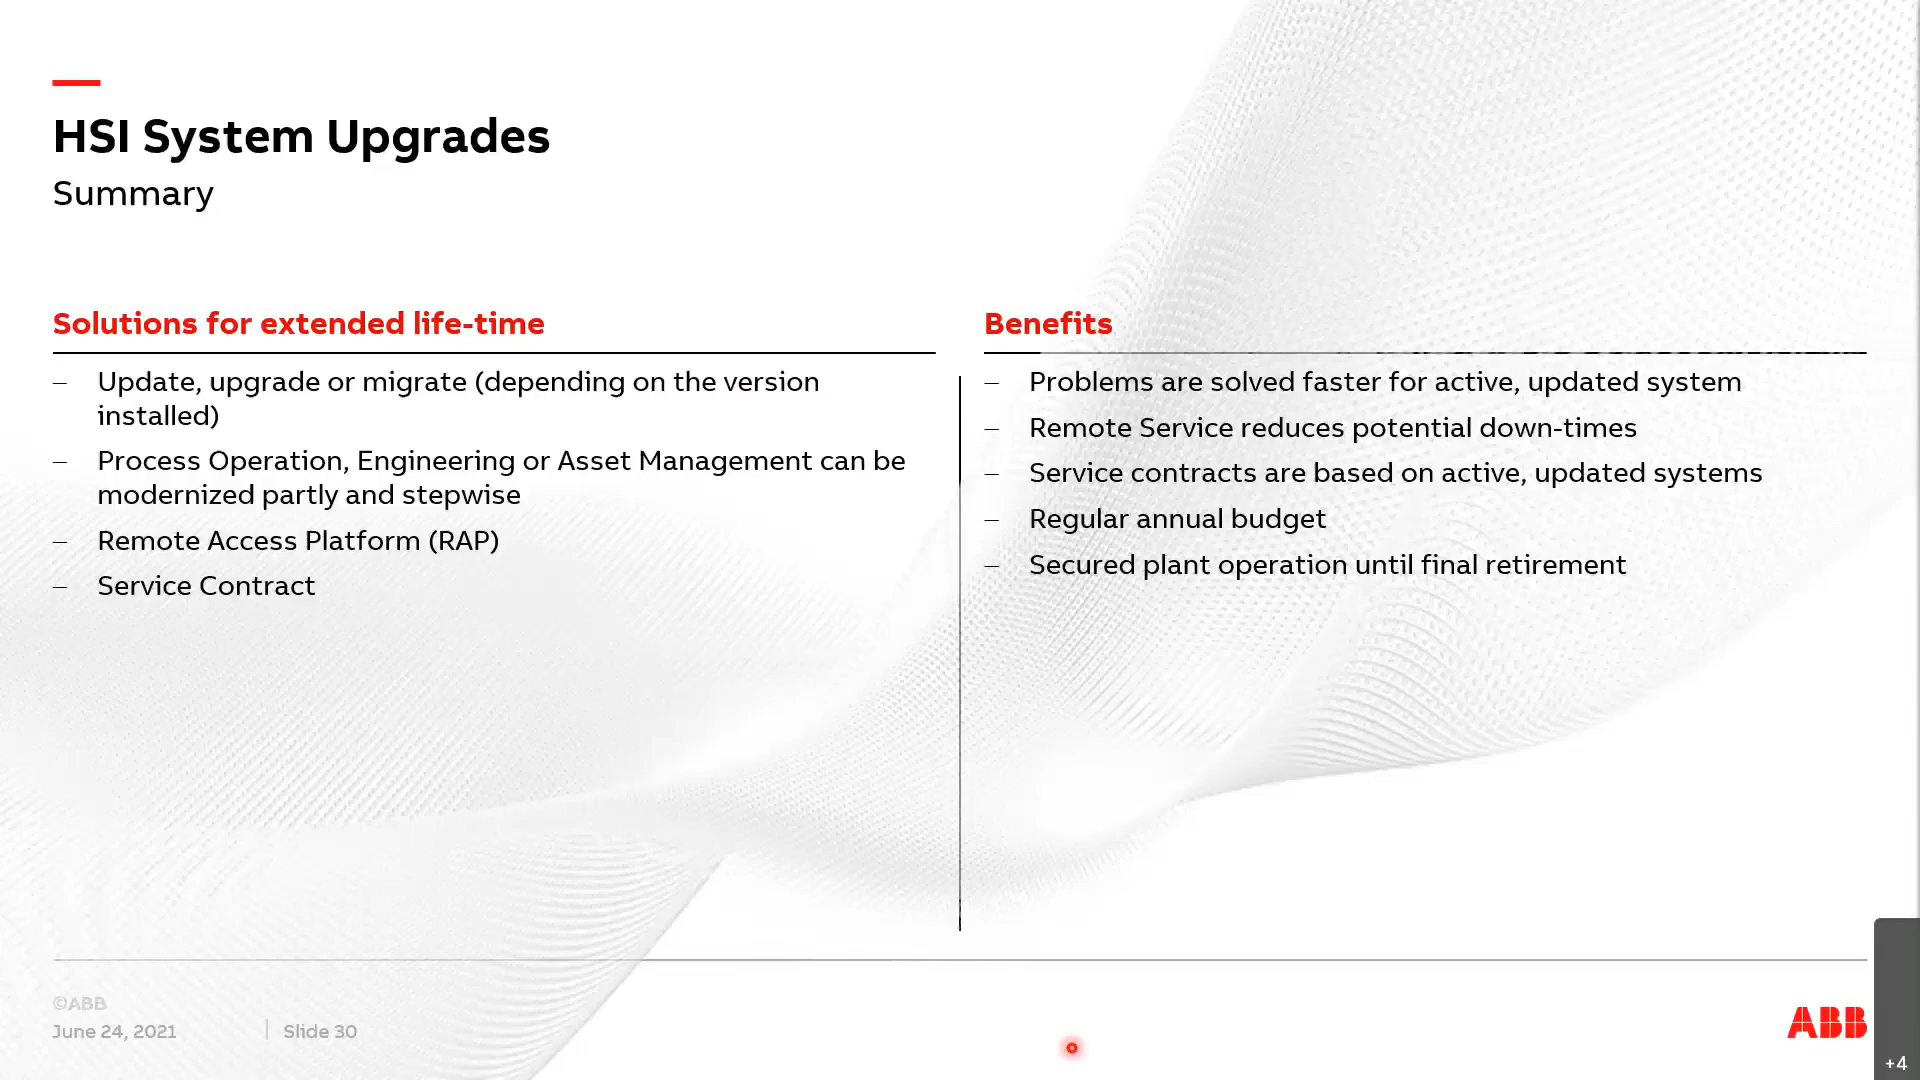 HSI System Upgrades
Summary
Solutions for extended life-time
– Update, upgrade or migrate (depending on the version
installed)
– Process Operation, Engineering or Asset Management can be
modernized partly and stepwise
– Remote Access Platform (RAP)
– Service Contract
Benefits
– Problems are solved faster for active, updated system
– Remote Service reduces potential down-times
– Service contracts are based on active, updated systems
– Regular annual budget
– Secured plant operation until final retirement
©ABB
June 24, 2021 | Slide 30
ABB
+4